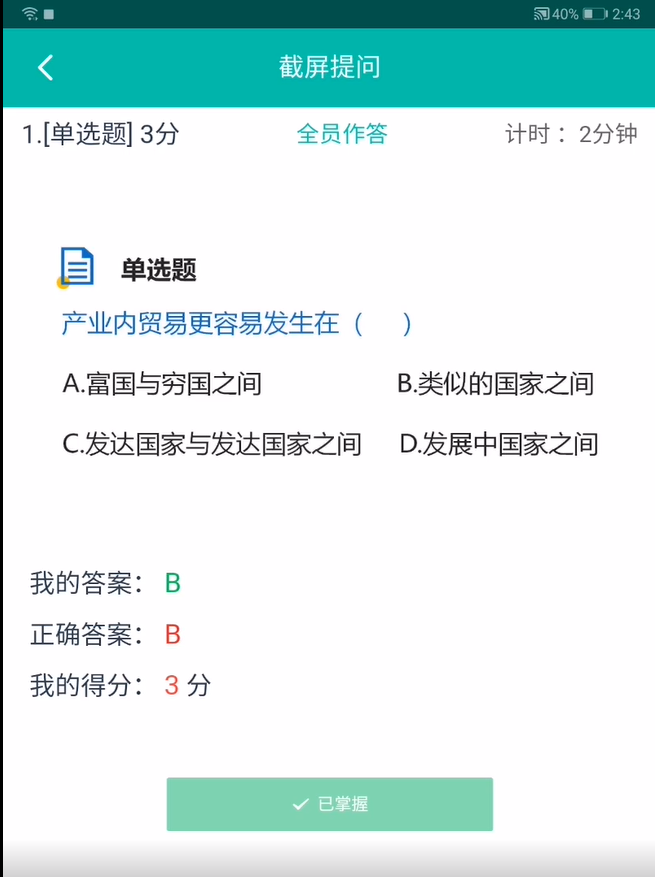 40% 2:43
截屏提问
1.[单选题] 3分 全员作答 计时： 2分钟
单选题
产业内贸易更容易发生在（ ）
A.富国与穷国之间 B.类似的国家之间
C.发达国家与发达国家之间 D.发展中国家之间
我的答案： B
正确答案： B
我的得分： 3 分
已掌握